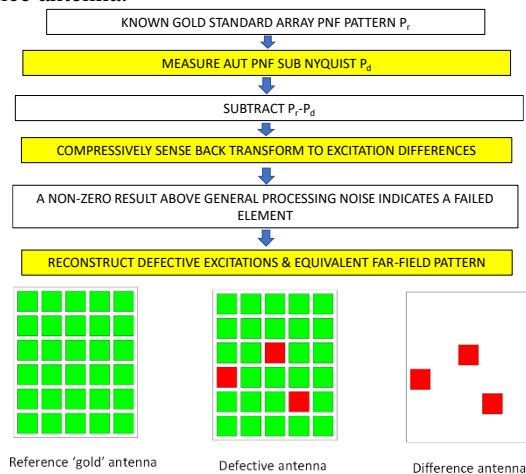 KNOWN GOLD STANDARD ARRAY PNF PATTERN Pr
MEASURE AUT PNF SUB NYQUIST Pd
SUBTRACT Pr-Pd
COMPRESSIVELY SENSE BACK TRANSFORM TO EXCITATION DIFFERENCES
A NON-ZERO RESULT ABOVE GENERAL PROCESSING NOISE INDICATES A FAILED
ELEMENT
RECONSTRUCT DEFECTIVE EXCITATIONS & EQUIVALENT FAR-FIELD PATTERN
Reference 'gold' antenna
Defective antenna
Difference antenna